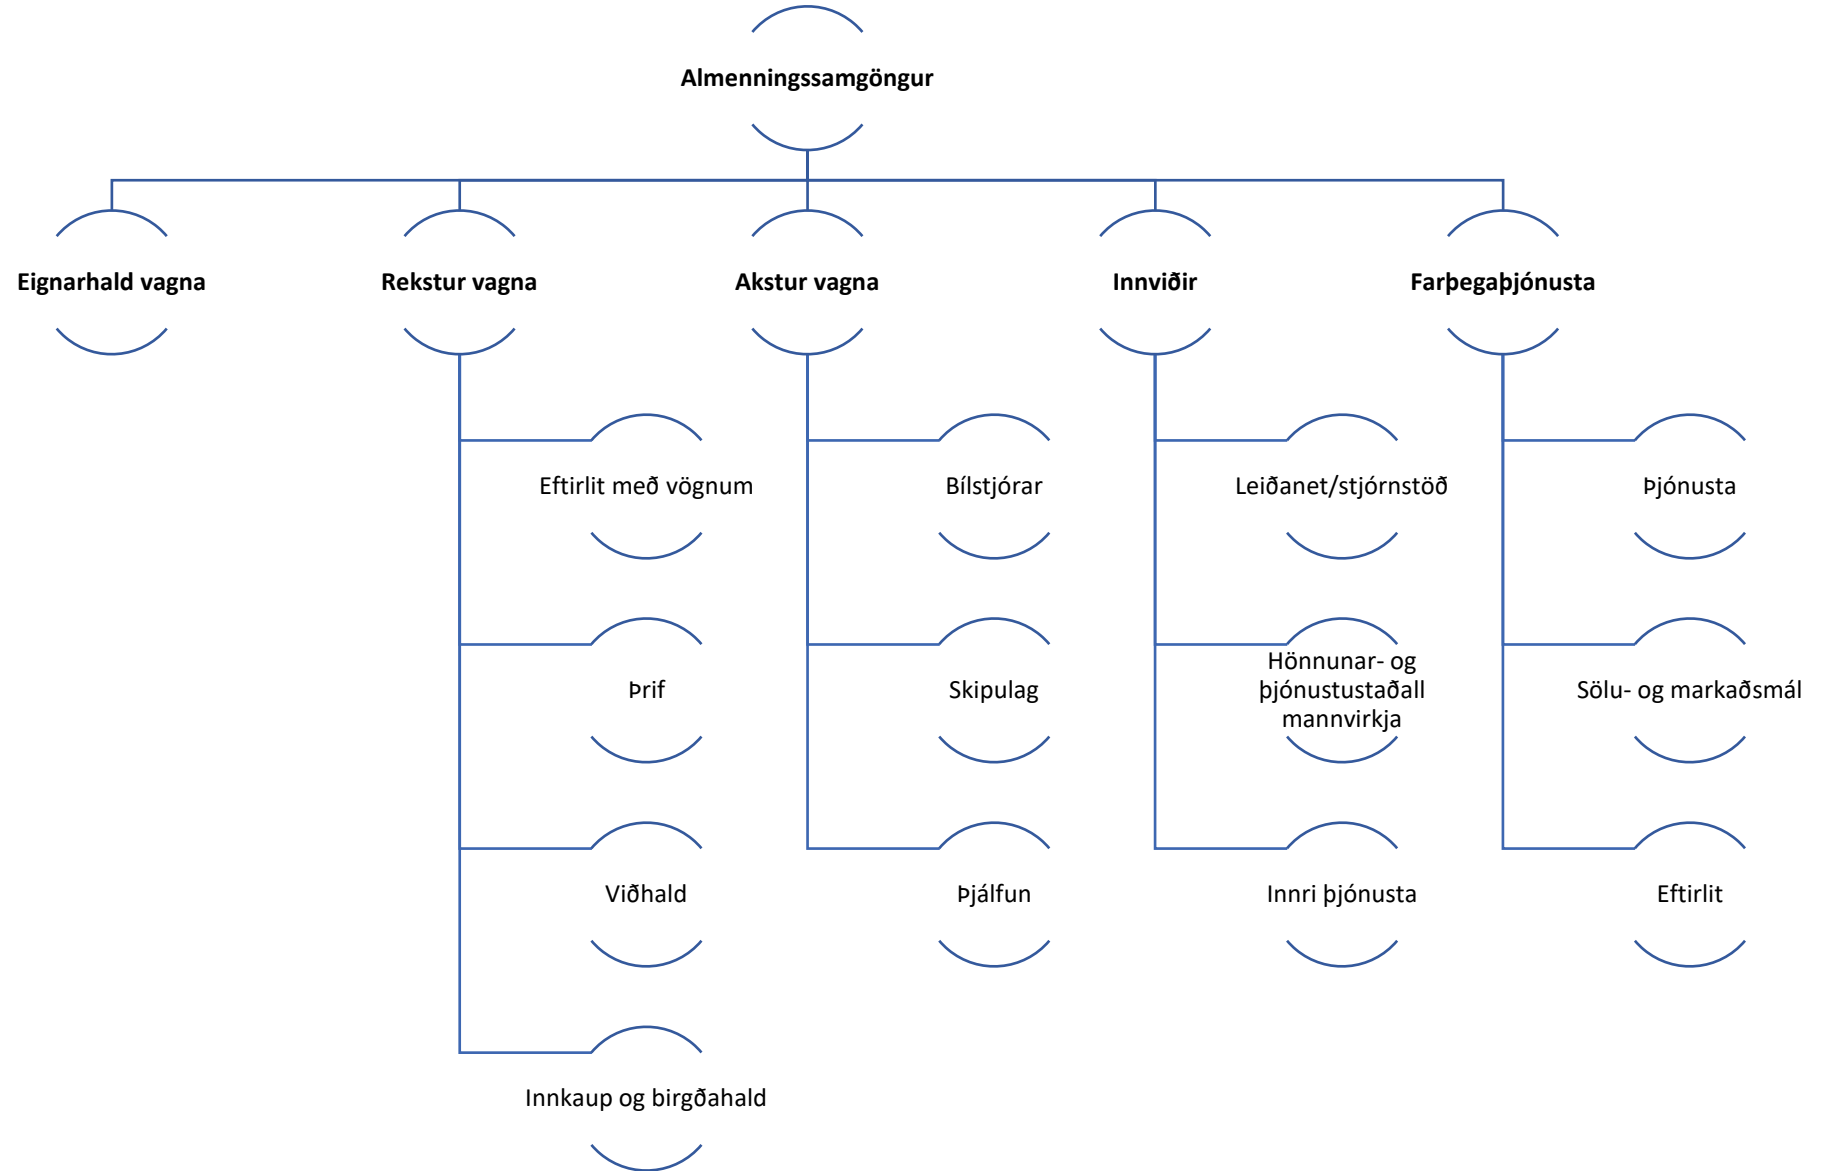 Almenningssamgöngur
Eignarhald vagna
Rekstur vagna
Akstur vagna
Innviðir
Farþegaþjónusta
Eftirlit með vögnum
Bílstjórar
Leiðanet/stjórnstöð
Þjónusta
Þrif
Skipulag
Hönnunar- og
þjónustustaðall
mannvirkja
Sölu- og markaðsmál
Viðhald
Þjálfun
Innri þjónusta
Eftirlit
Innkaup og birgðahald